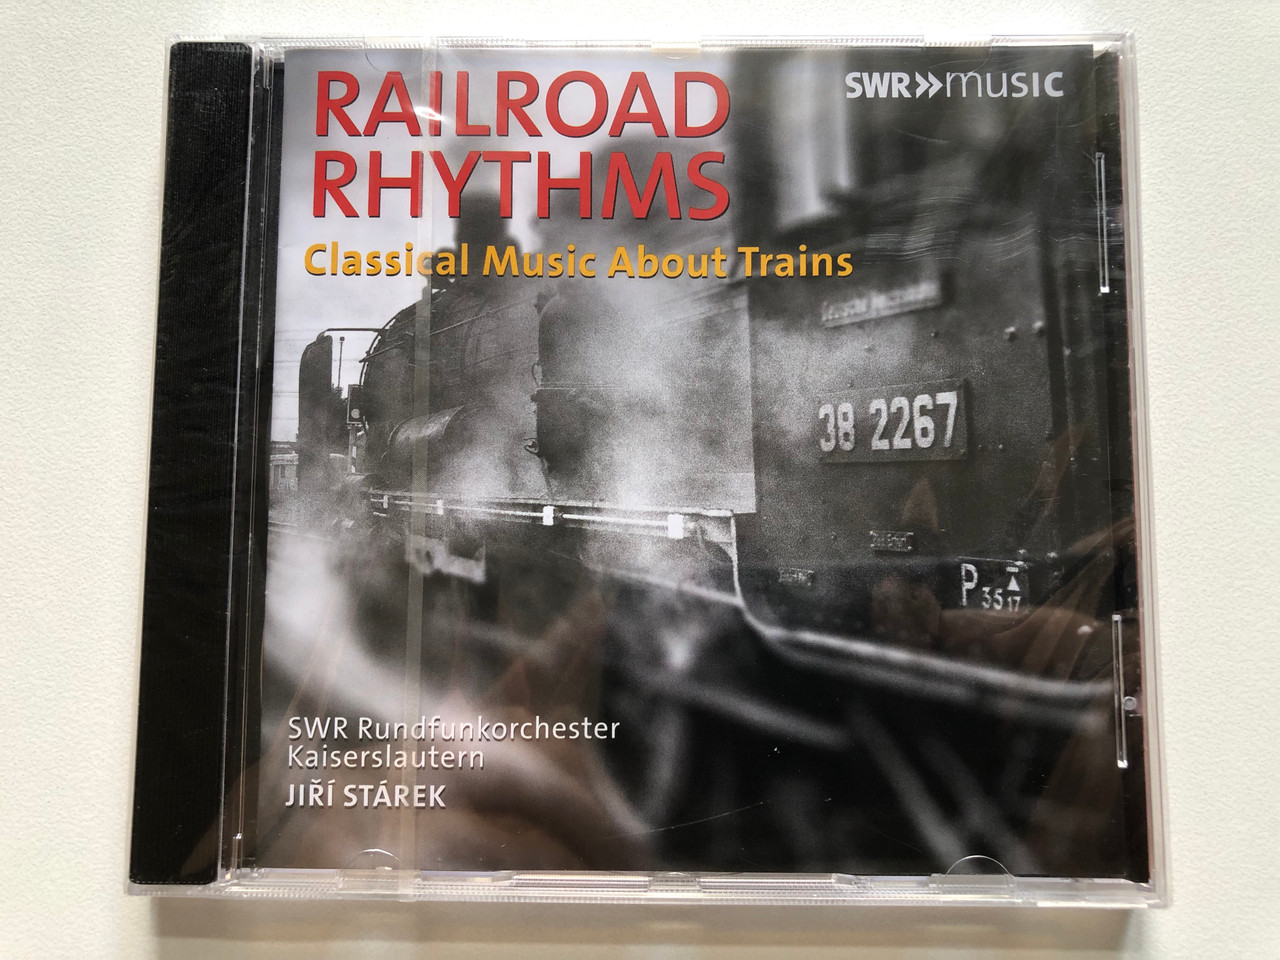 RAILROAD
RHYTHMS
Classical Music About Trains
SWR>>music
38 2267
P 35 17
SWR Rundfunkorchester
Kaiserslautern
JIŘÍ STÁREK